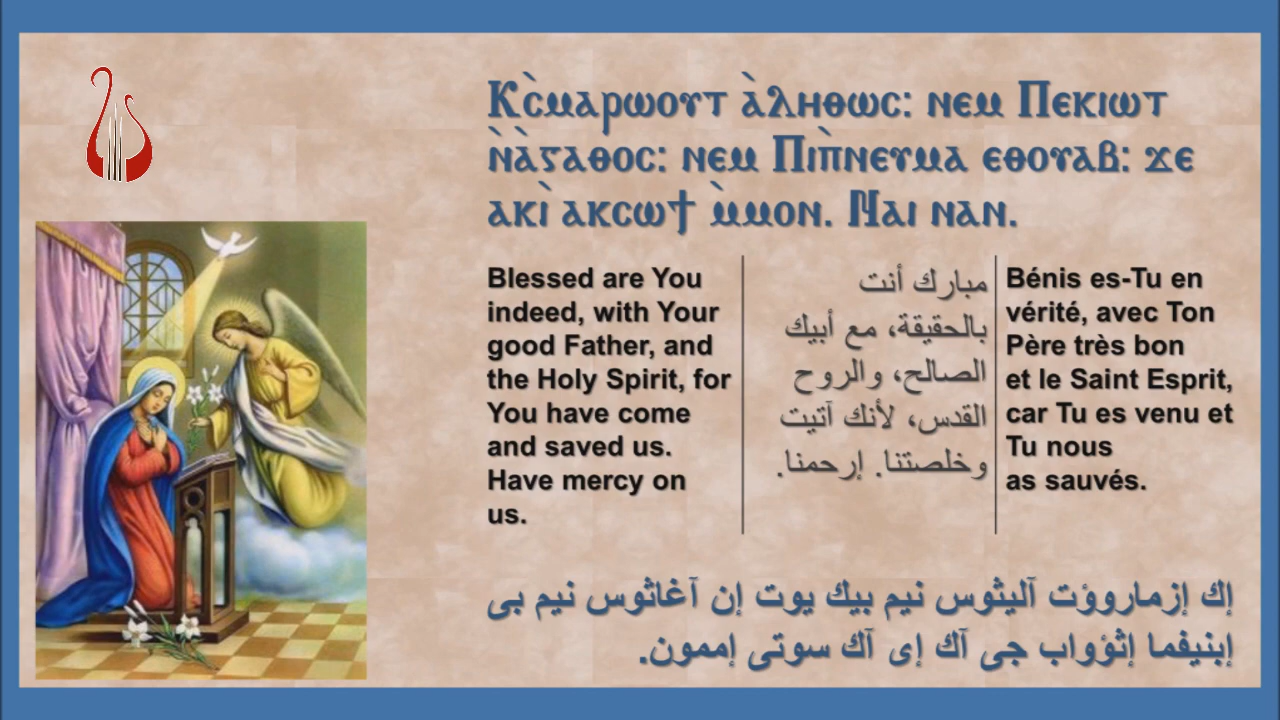 Ⲕ̀ⲥⲙⲁⲣⲱⲟⲩⲧ ⲁ̀ⲗⲏⲑⲱⲥ: ⲛⲉⲙ Ⲡⲉⲕⲓⲱⲧ
ⲛ̀ⲁ̀ⲅⲁⲑⲟⲥ: ⲛⲉⲙ Ⲡⲓⲡ̀ⲛⲉⲩⲙⲁ ⲉⲑⲟⲩⲁⲃ: ϫⲉ
ⲁⲕⲓ̀ ⲁⲕⲥⲱϯ ⲙ̀ⲙⲟⲛ. Ⲛⲁⲓ ⲛⲁⲛ.
Blessed are You
indeed, with Your
good Father, and
the Holy Spirit, for
You have come
and saved us.
Have mercy on
us.
مبارك أنت
بالحقيقة، مع أبيك
الصالح، والروح
القدس، لأنك آتيت
وخلصتنا. إرحمنا.
Bénis es-Tu en
vérité, avec Ton
Père très bon
et le Saint Esprit,
car Tu es venu et
Tu nous
as sauvés.
إك إزماروؤت آليثوس نيم بيك يوت إن آغاثوس نيم بى
إبنيفما إثؤواب جى آك إى آك سوتى إممون.